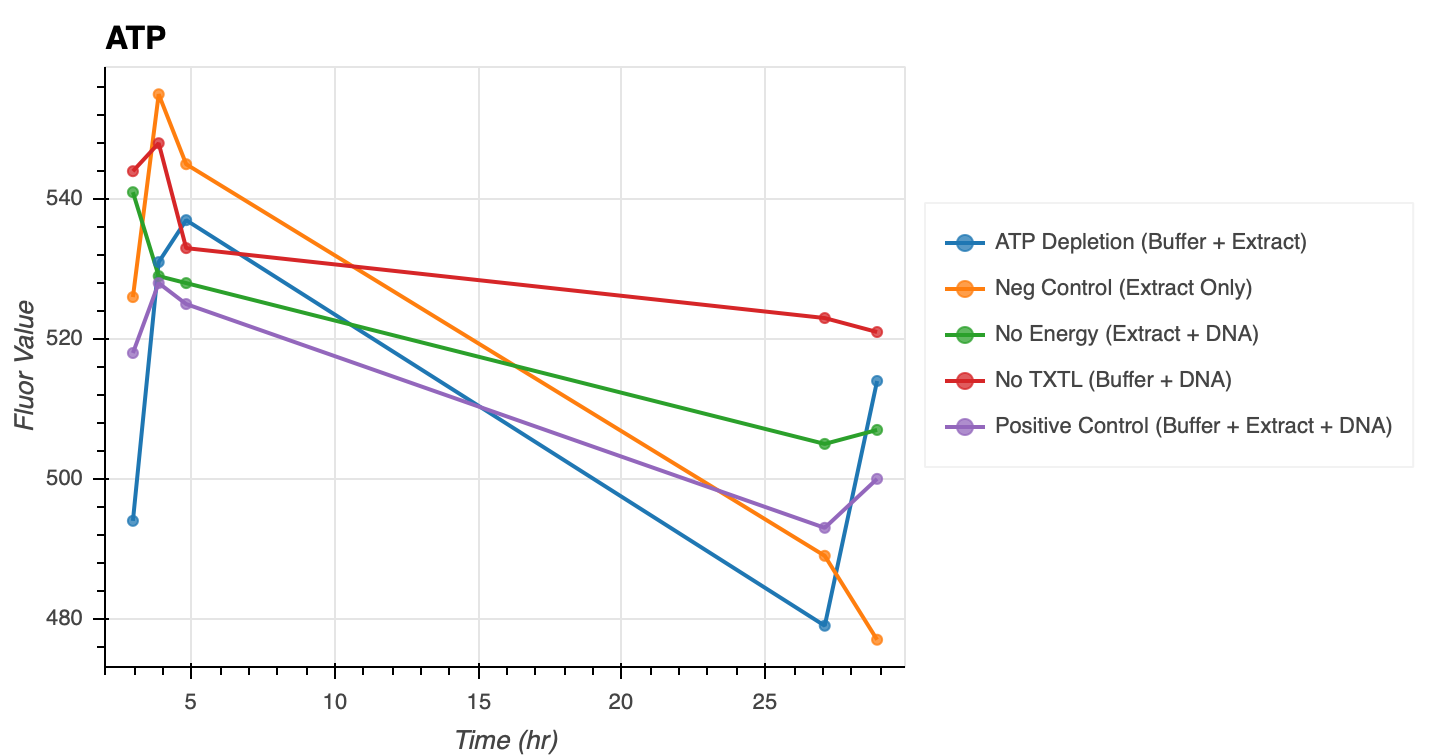 ATP
Fluor Value
540
520
500
480
5 10 15 20 25
Time (hr)
ATP Depletion (Buffer + Extract)
Neg Control (Extract Only)
No Energy (Extract + DNA)
No TXTL (Buffer + DNA)
Positive Control (Buffer + Extract + DNA)